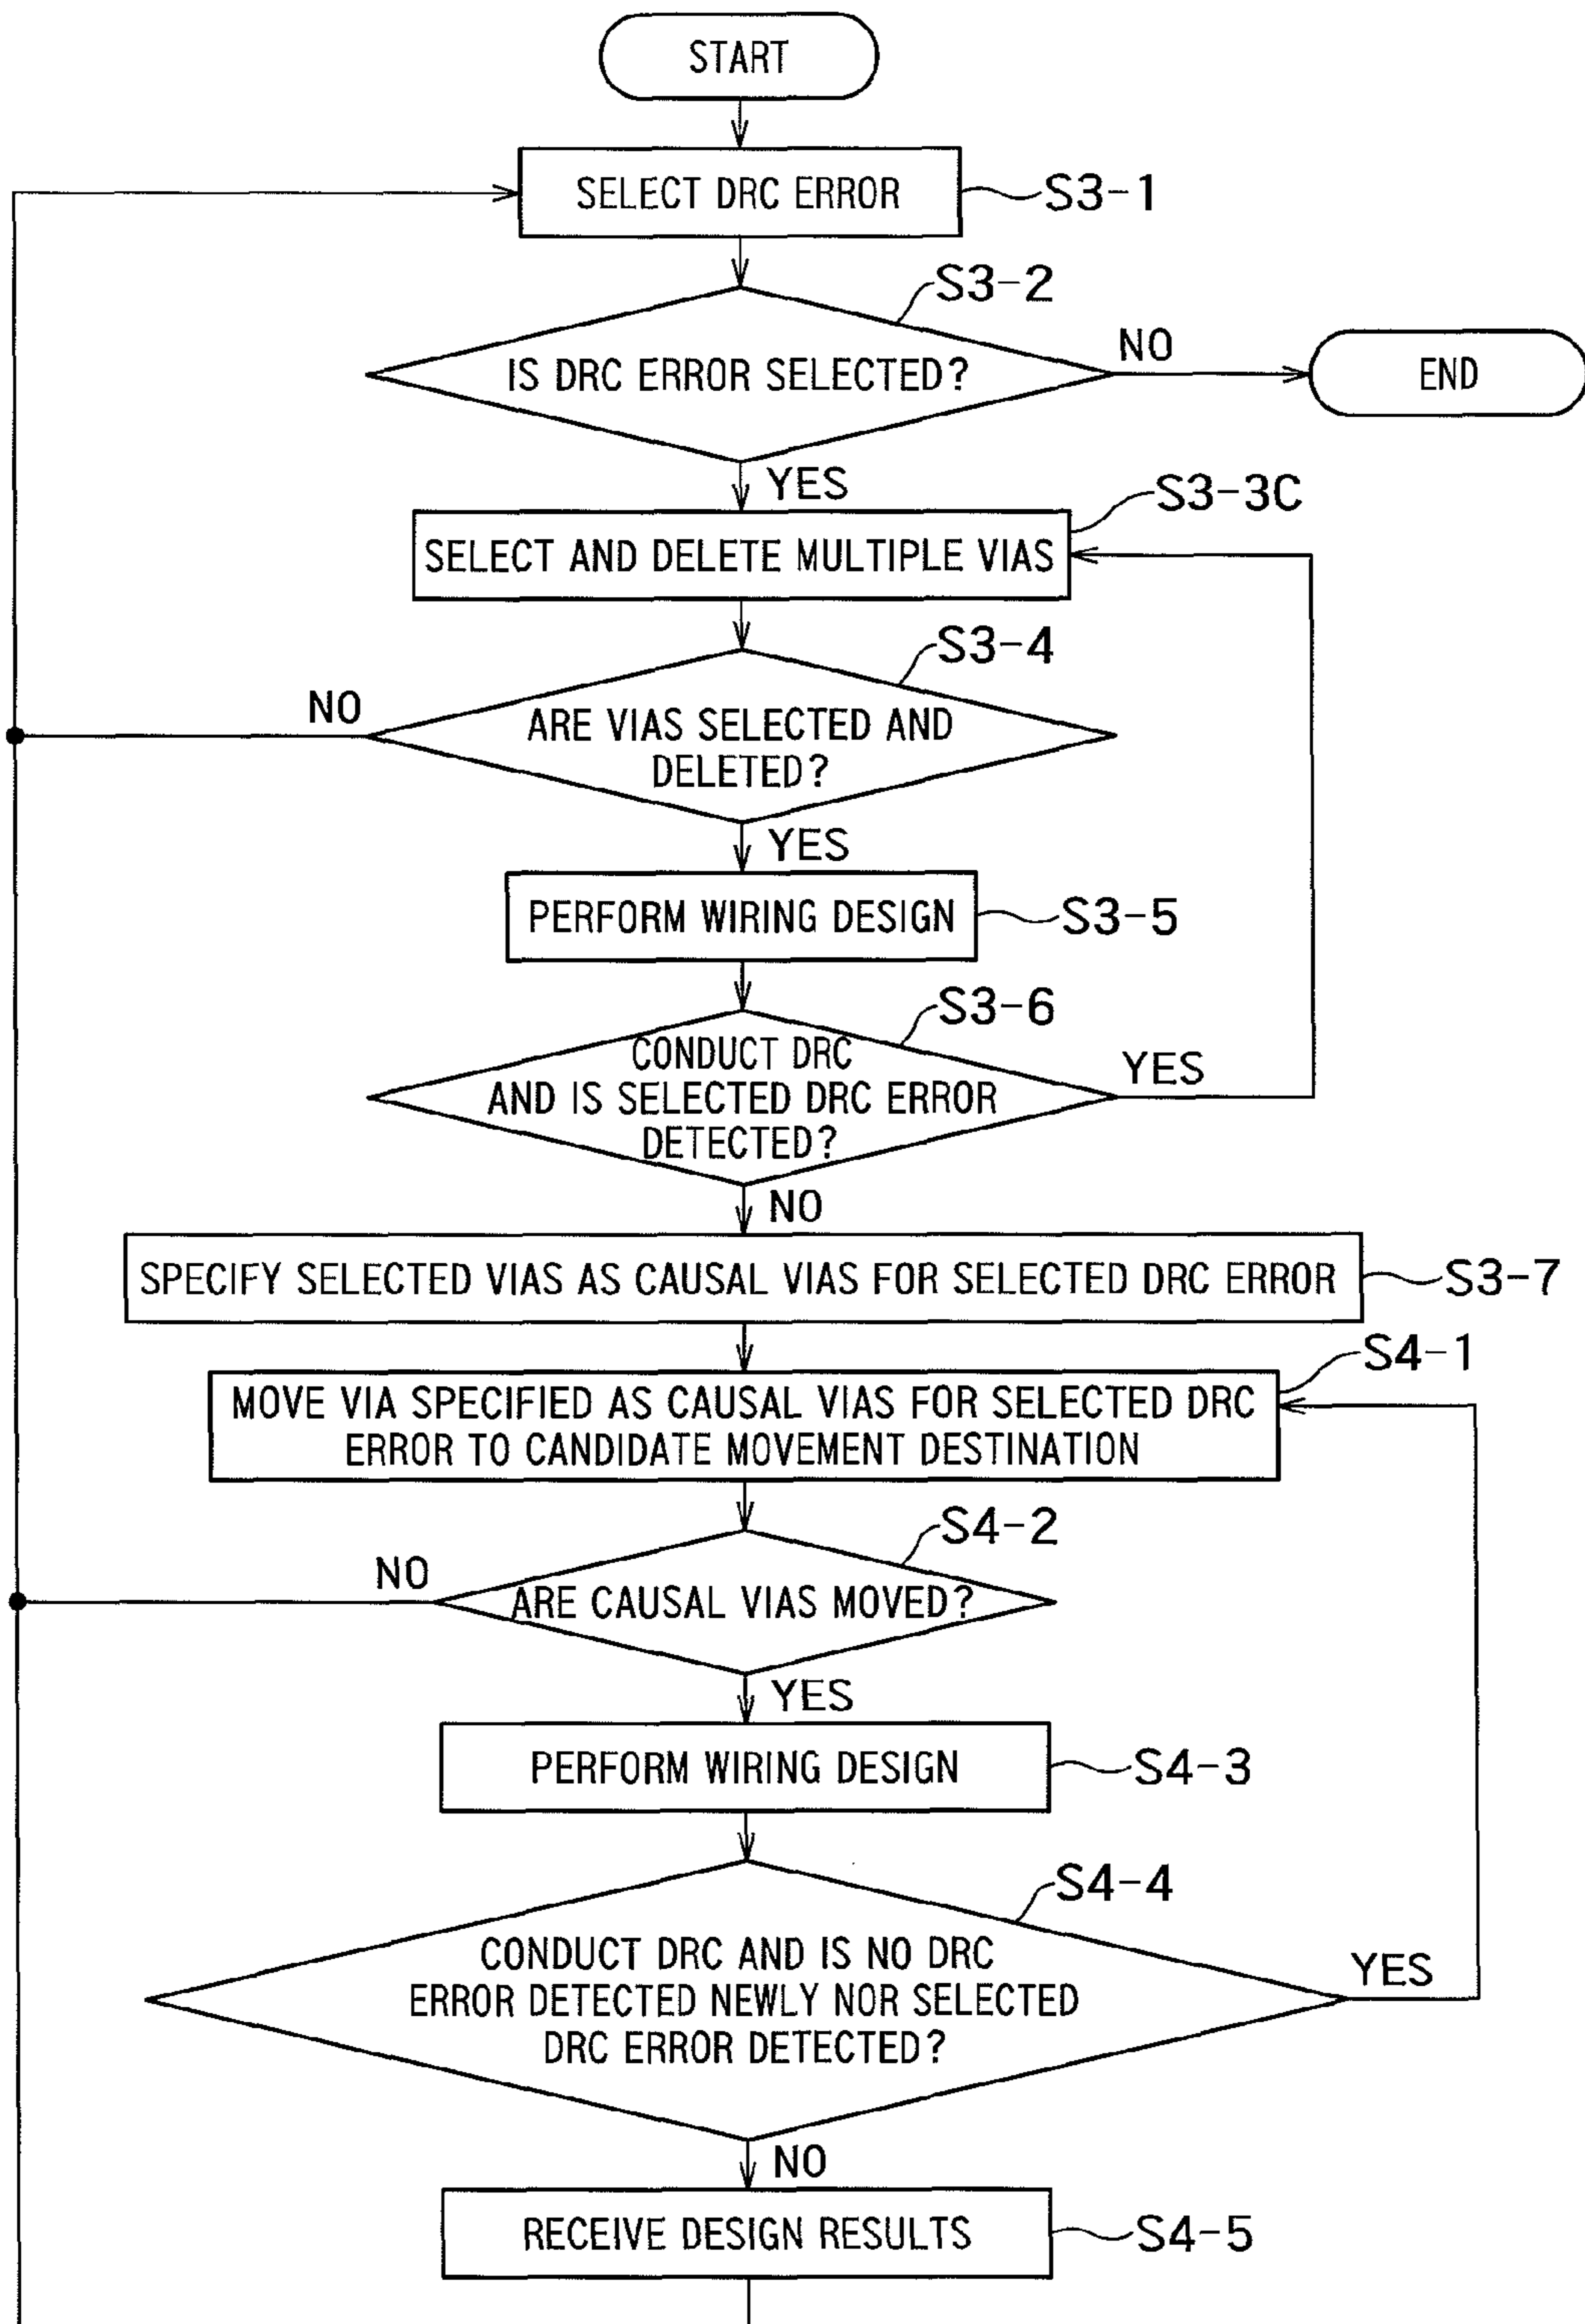 START
SELECT DRC ERROR
S3-1
S3-2
IS DRC ERROR SELECTED?
NO
END
YES
S3-3C
SELECT AND DELETE MULTIPLE VIAS
S3-4
NO
ARE VIAS SELECTED AND
DELETED?
YES
PERFORM WIRING DESIGN
S3-5
S3-6
CONDUCT DRC
AND IS SELECTED DRC ERROR
DETECTED?
YES
NO
SPECIFY SELECTED VIAS AS CAUSAL VIAS FOR SELECTED DRC ERROR
S3-7
S4-1
MOVE VIA SPECIFIED AS CAUSAL VIAS FOR SELECTED DRC
ERROR TO CANDIDATE MOVEMENT DESTINATION
S4-2
NO
ARE CAUSAL VIAS MOVED?
YES
PERFORM WIRING DESIGN
S4-3
S4-4
CONDUCT DRC AND IS NO DRC
ERROR DETECTED NEWLY NOR SELECTED
DRC ERROR DETECTED?
YES
NO
RECEIVE DESIGN RESULTS
S4-5